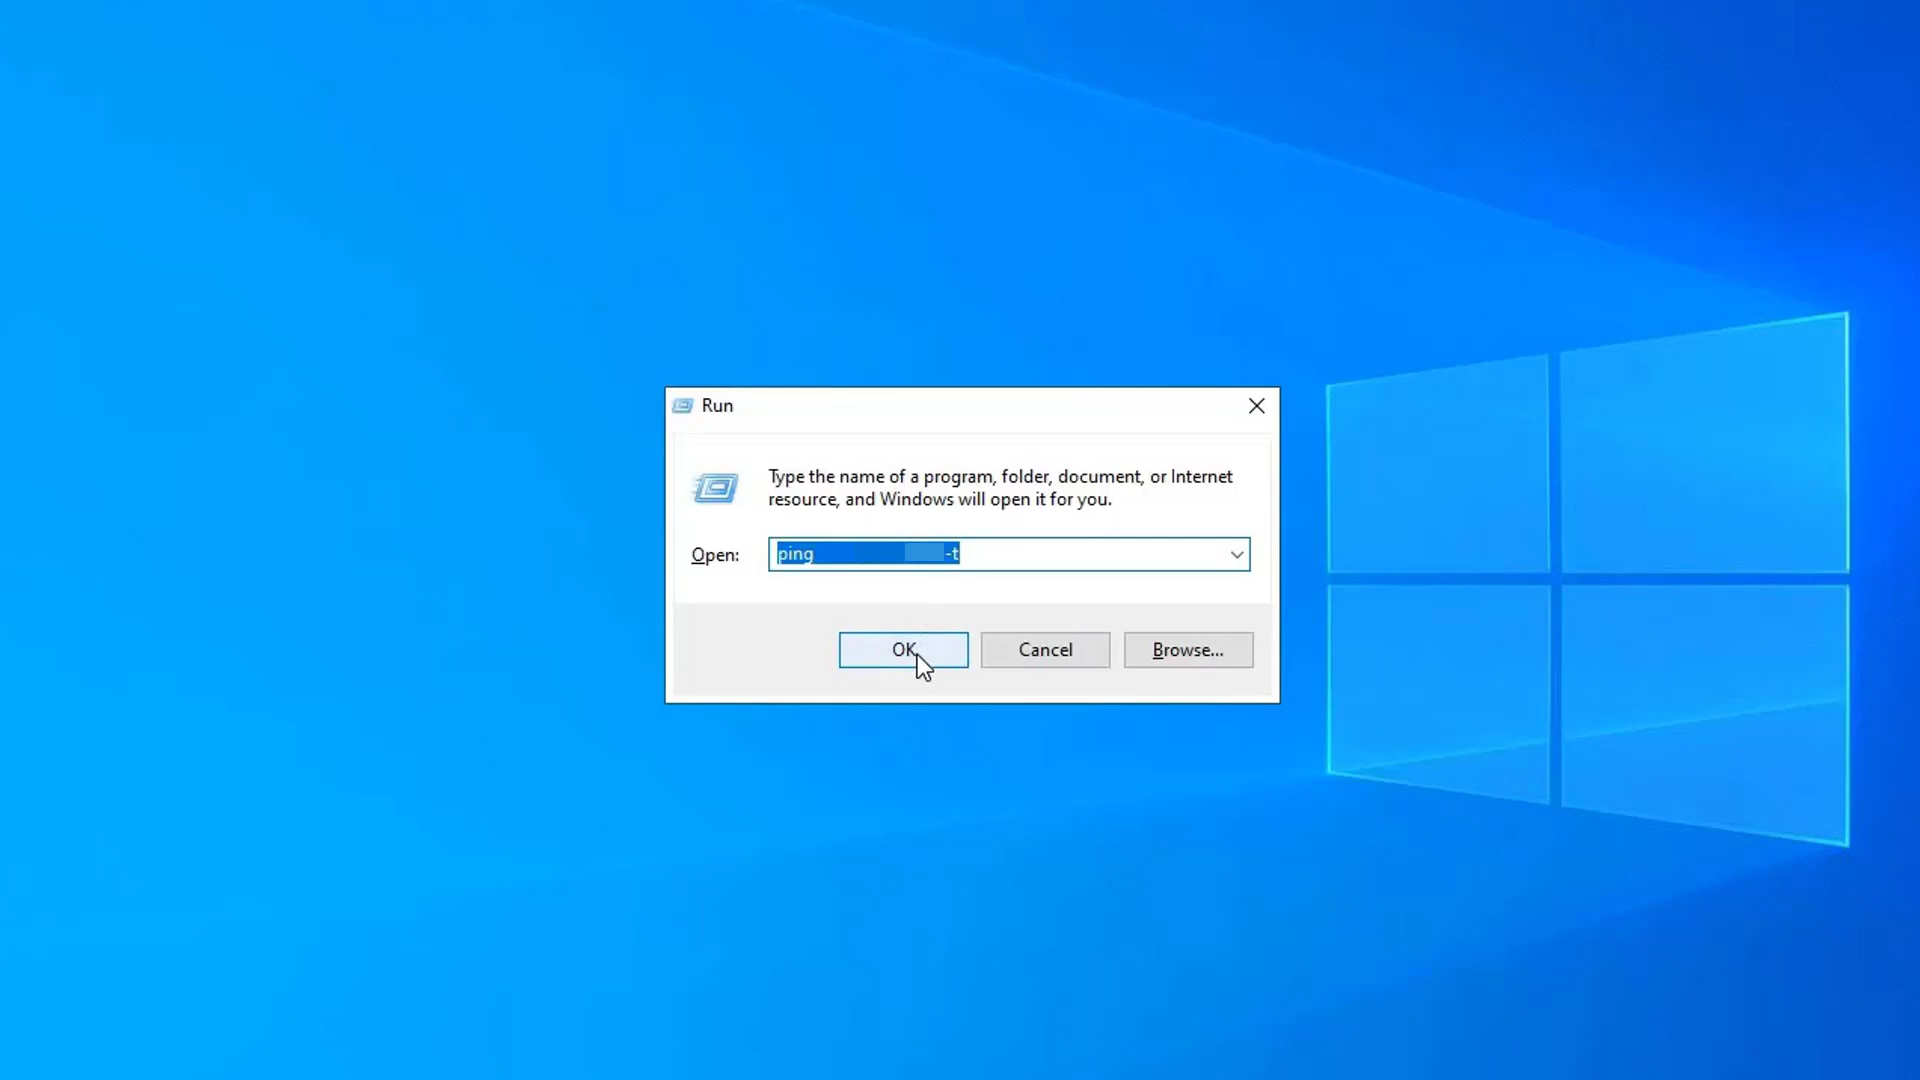 Run
Type the name of a program, folder, document, or Internet
resource, and Windows will open it for you.
Open:
ping -t
OK
Cancel
Browse...